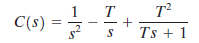 C(s) = 1/s² − T/s + T²/(Ts + 1)